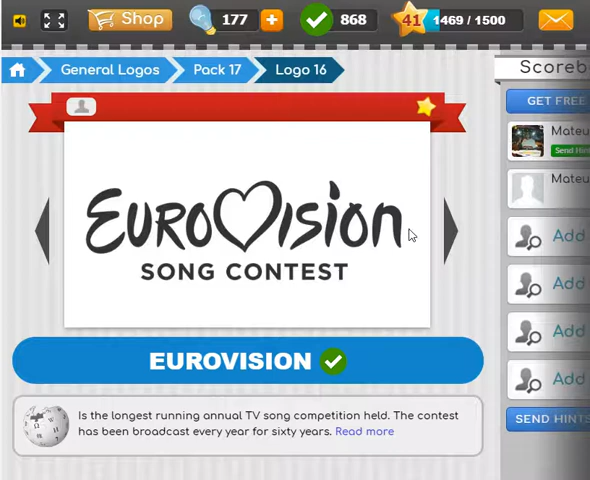 Shop
177
868
41
1469 / 1500
General Logos
Pack 17
Logo 16
Scoreb
GET FREE
Mateu
Send Hin
Mateu
EUROVISION
SONG CONTEST
Add
Add
Add
Add
EUROVISION
Is the longest running annual TV song competition held. The contest
has been broadcast every year for sixty years. Read more
SEND HINTS